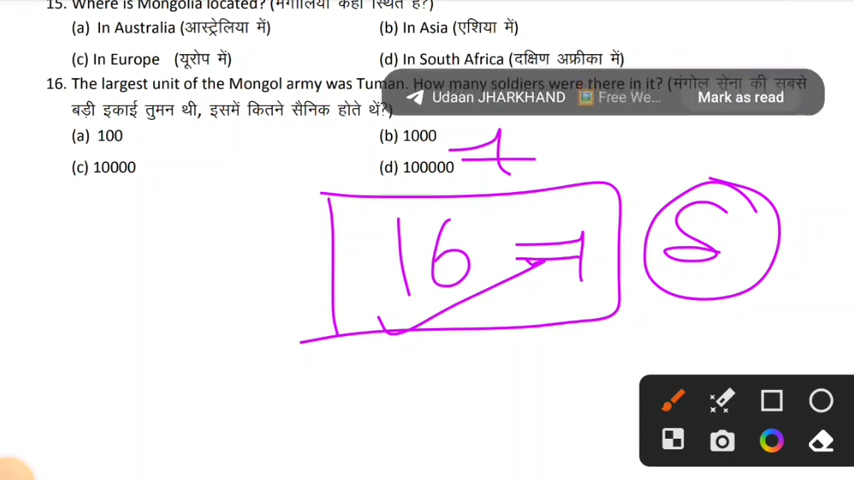 15. Where is Mongolia located? (मंगोलिया कहाँ स्थित है?)
(a) In Australia (आस्ट्रेलिया में) (b) In Asia (एशिया में)
(c) In Europe (यूरोप में) (d) In South Africa (दक्षिण अफ्रीका में)
16. The largest unit of the Mongol army was Tuman. How many soldiers were there in it? (मंगोल सेना की सबसे
Udaan JHARKHAND Free We... Mark as read
बड़ी इकाई तुमन थी, इसमें कितने सैनिक होते थें?)
(a) 100 (b) 1000
(c) 10000 (d) 100000
16